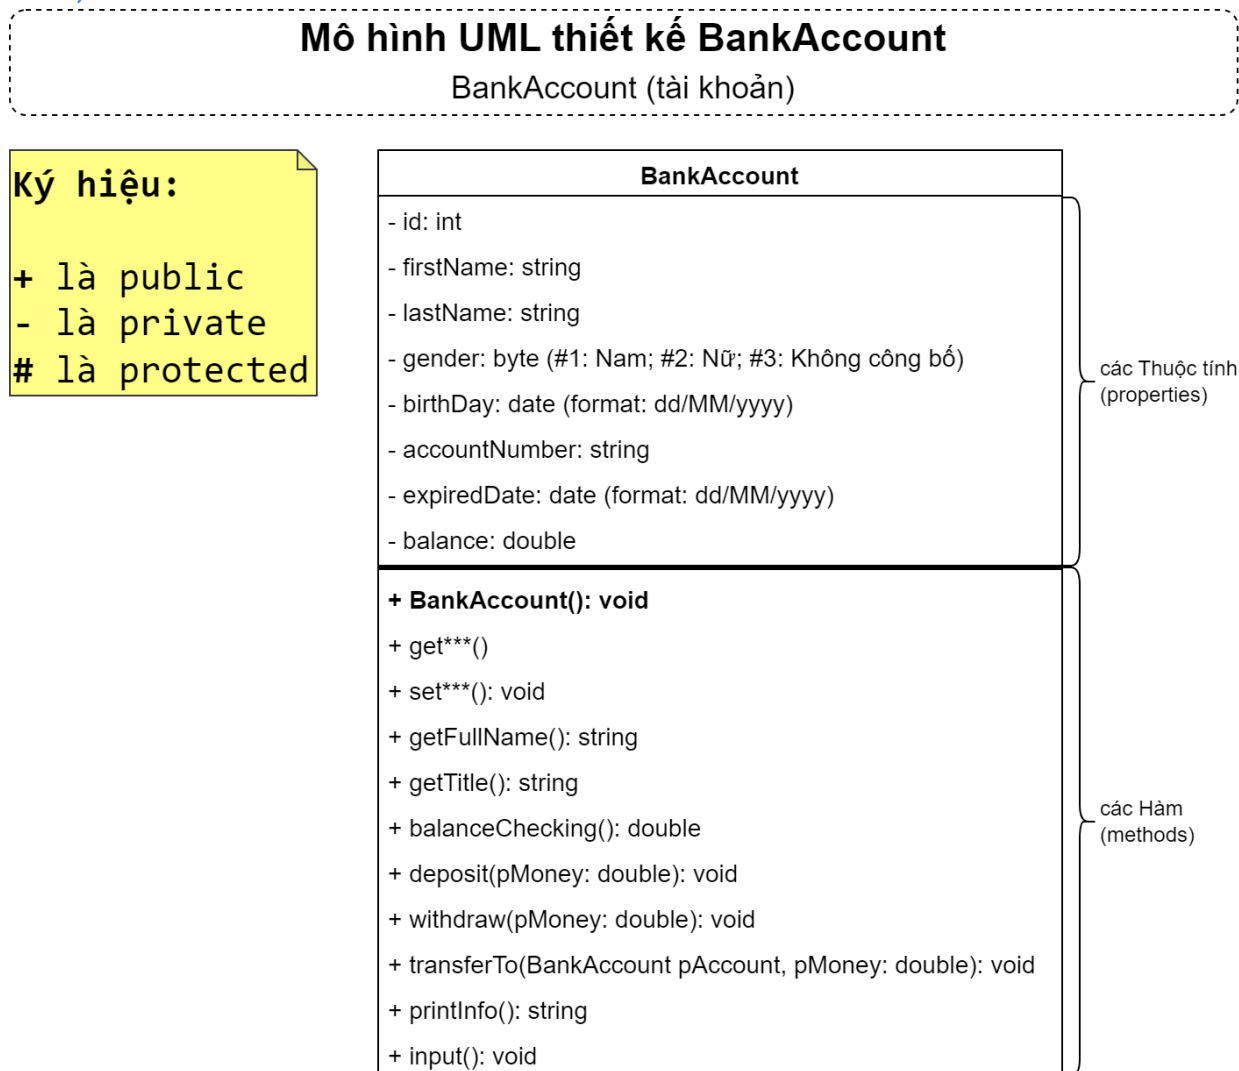 Mô hình UML thiết kế BankAccount
BankAccount (tài khoản)
Ký hiệu:
+ là public
- là private
# là protected
BankAccount
- id: int
- firstName: string
- lastName: string
- gender: byte (#1: Nam; #2: Nữ; #3: Không công bố)
- birthDay: date (format: dd/MM/yyyy)
- accountNumber: string
- expiredDate: date (format: dd/MM/yyyy)
- balance: double
các Thuộc tính
(properties)
+ BankAccount(): void
+ get***()
+ set***(): void
+ getFullName(): string
+ getTitle(): string
+ balanceChecking(): double
+ deposit(pMoney: double): void
+ withdraw(pMoney: double): void
+ transferTo(BankAccount pAccount, pMoney: double): void
+ printInfo(): string
+ input(): void
các Hàm
(methods)